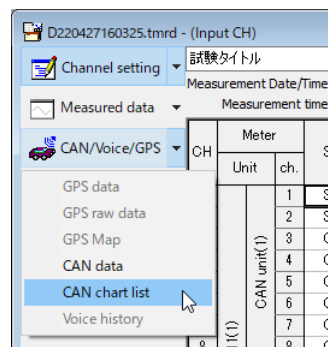 D220427160325.tmrd - (Input CH)
Channel setting
試験タイトル
Measurement Date/Time
Measured data
Measurement time
CAN/Voice/GPS
CH
Meter
Unit
ch.
GPS data
GPS raw data
GPS Map
CAN data
CAN chart list
Voice history
CAN unit(1)
1
2
3
4
5
6
7
8